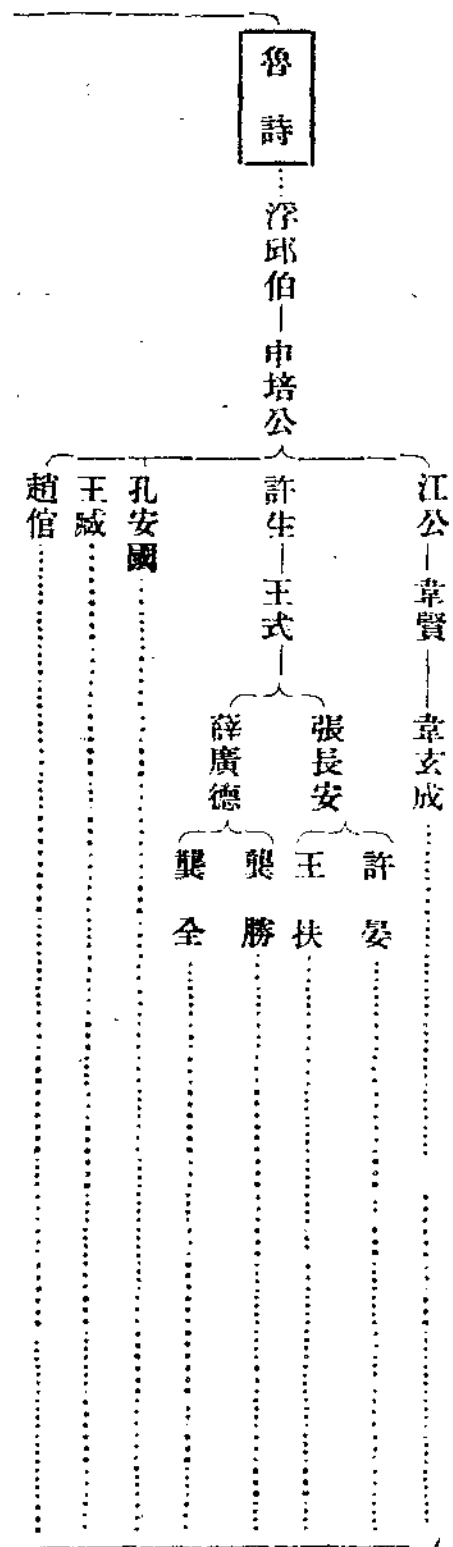 魯詩
浮邱伯
申培公
江公
韋賢
韋玄成
許生
王式
張長安
許晏
王扶
薛廣德
龔勝
龔全
孔安國
王臧
趙倌